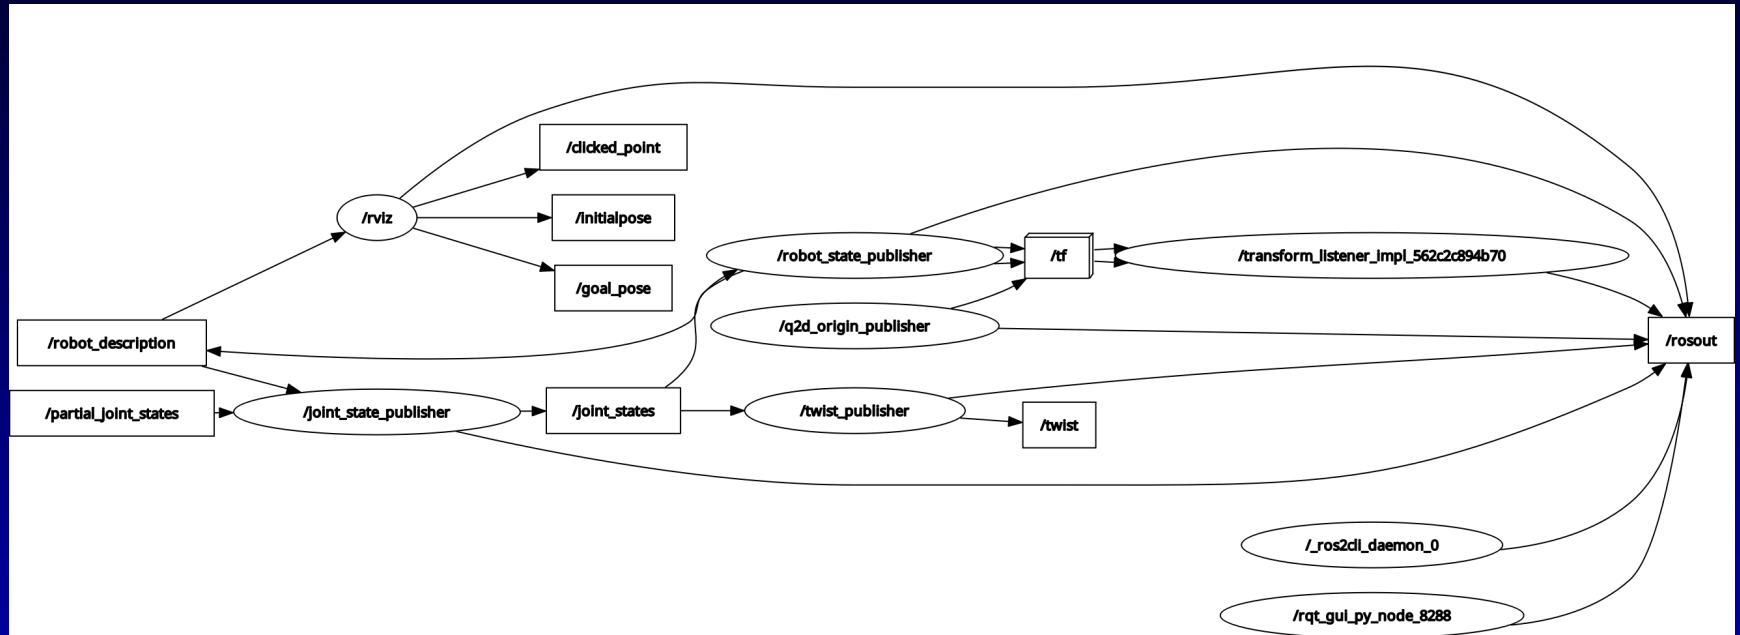 /clicked_point
/rviz
/initialpose
/robot_state_publisher
/tf
/transform_listener_impl_562c2c894b70
/goal_pose
/q2d_origin_publisher
/robot_description
/rosout
/partial_joint_states
/joint_state_publisher
/joint_states
/twist_publisher
/twist
/_ros2cli_daemon_0
/rqt_gui_py_node_8288